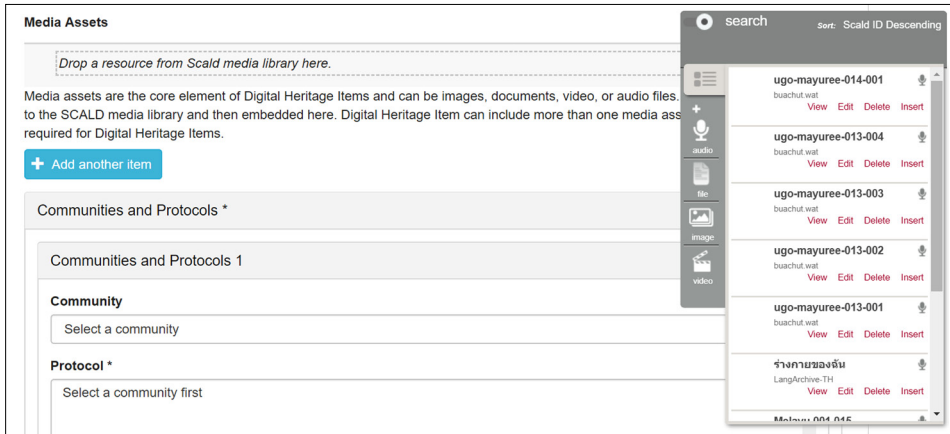 Media Assets
Drop a resource from Scald media library here.
Media assets are the core element of Digital Heritage Items and can be images, documents, video, or audio files.
to the SCALD media library and then embedded here. Digital Heritage Item can include more than one media ass
required for Digital Heritage Items.
+ Add another item
Communities and Protocols *
Communities and Protocols 1
Community
Select a community
Protocol *
Select a community first
search
Sort: Scald ID Descending
+
audio
file
image
video
ugo-mayuree-014-001
buachut.wat
View Edit Delete Insert
ugo-mayuree-013-004
buachut.wat
View Edit Delete Insert
ugo-mayuree-013-003
buachut.wat
View Edit Delete Insert
ugo-mayuree-013-002
buachut.wat
View Edit Delete Insert
ugo-mayuree-013-001
buachut.wat
View Edit Delete Insert
ร่างกายของฉัน
LangArchive-TH
View Edit Delete Insert
Melayu 001 015